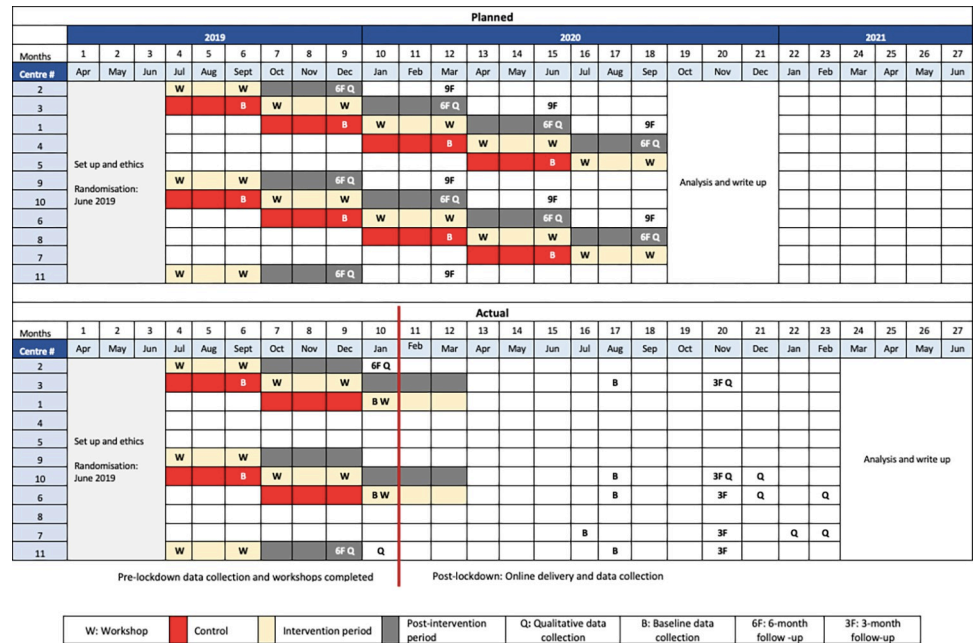 Planned
2019 2020 2021
Months 1 2 3 4 5 6 7 8 9 10 11 12 13 14 15 16 17 18 19 20 21 22 23 24 25 26 27
Centre # Apr May Jun Jul Aug Sept Oct Nov Dec Jan Feb Mar Apr May Jun Jul Aug Sep Oct Nov Dec Jan Feb Mar Apr May Jun
2 W W 6F Q 9F
3 B W W 6F Q 9F
1 B W W 6F Q 9F
4 B W W 6F Q
5 B W W
9 W W 6F Q 9F
10 B W W 6F Q 9F
6 B W W 6F Q 9F
8 B W W 6F Q
7 B W W
11 W W 6F Q 9F
Set up and ethics
Randomisation:
June 2019
Analysis and write up
Actual
Months 1 2 3 4 5 6 7 8 9 10 11 12 13 14 15 16 17 18 19 20 21 22 23 24 25 26 27
Centre # Apr May Jun Jul Aug Sept Oct Nov Dec Jan Feb Mar Apr May Jun Jul Aug Sep Oct Nov Dec Jan Feb Mar Apr May Jun
2 W W 6F Q
3 B W W B 3F Q
1 B W
4
5
9 W W
10 B W W B 3F Q Q
6 B W B 3F Q Q
8
7 B 3F Q Q
11 W W 6F Q Q B 3F
Set up and ethics
Randomisation:
June 2019
Analysis and write up
Pre-lockdown data collection and workshops completed Post-lockdown: Online delivery and data collection
W: Workshop Control Intervention period Post-intervention period Q: Qualitative data collection B: Baseline data collection 6F: 6-month follow -up 3F: 3-month follow-up